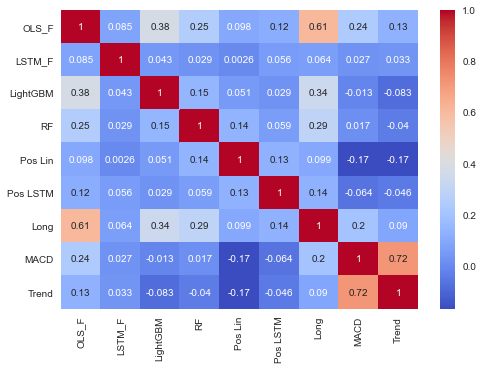 OLS_F 1 0.085 0.38 0.25 0.098 0.12 0.61 0.24 0.13
LSTM_F 0.085 1 0.043 0.029 0.0026 0.056 0.064 0.027 0.033
LightGBM 0.38 0.043 1 0.15 0.051 0.029 0.34 -0.013 -0.083
RF 0.25 0.029 0.15 1 0.14 0.059 0.29 0.017 -0.04
Pos Lin 0.098 0.0026 0.051 0.14 1 0.13 0.099 -0.17 -0.17
Pos LSTM 0.12 0.056 0.029 0.059 0.13 1 0.14 -0.064 -0.046
Long 0.61 0.064 0.34 0.29 0.099 0.14 1 0.2 0.09
MACD 0.24 0.027 -0.013 0.017 -0.17 -0.064 0.2 1 0.72
Trend 0.13 0.033 -0.083 -0.04 -0.17 -0.046 0.09 0.72 1
OLS_F LSTM_F LightGBM RF Pos Lin Pos LSTM Long MACD Trend
1.0
0.8
0.6
0.4
0.2
0.0